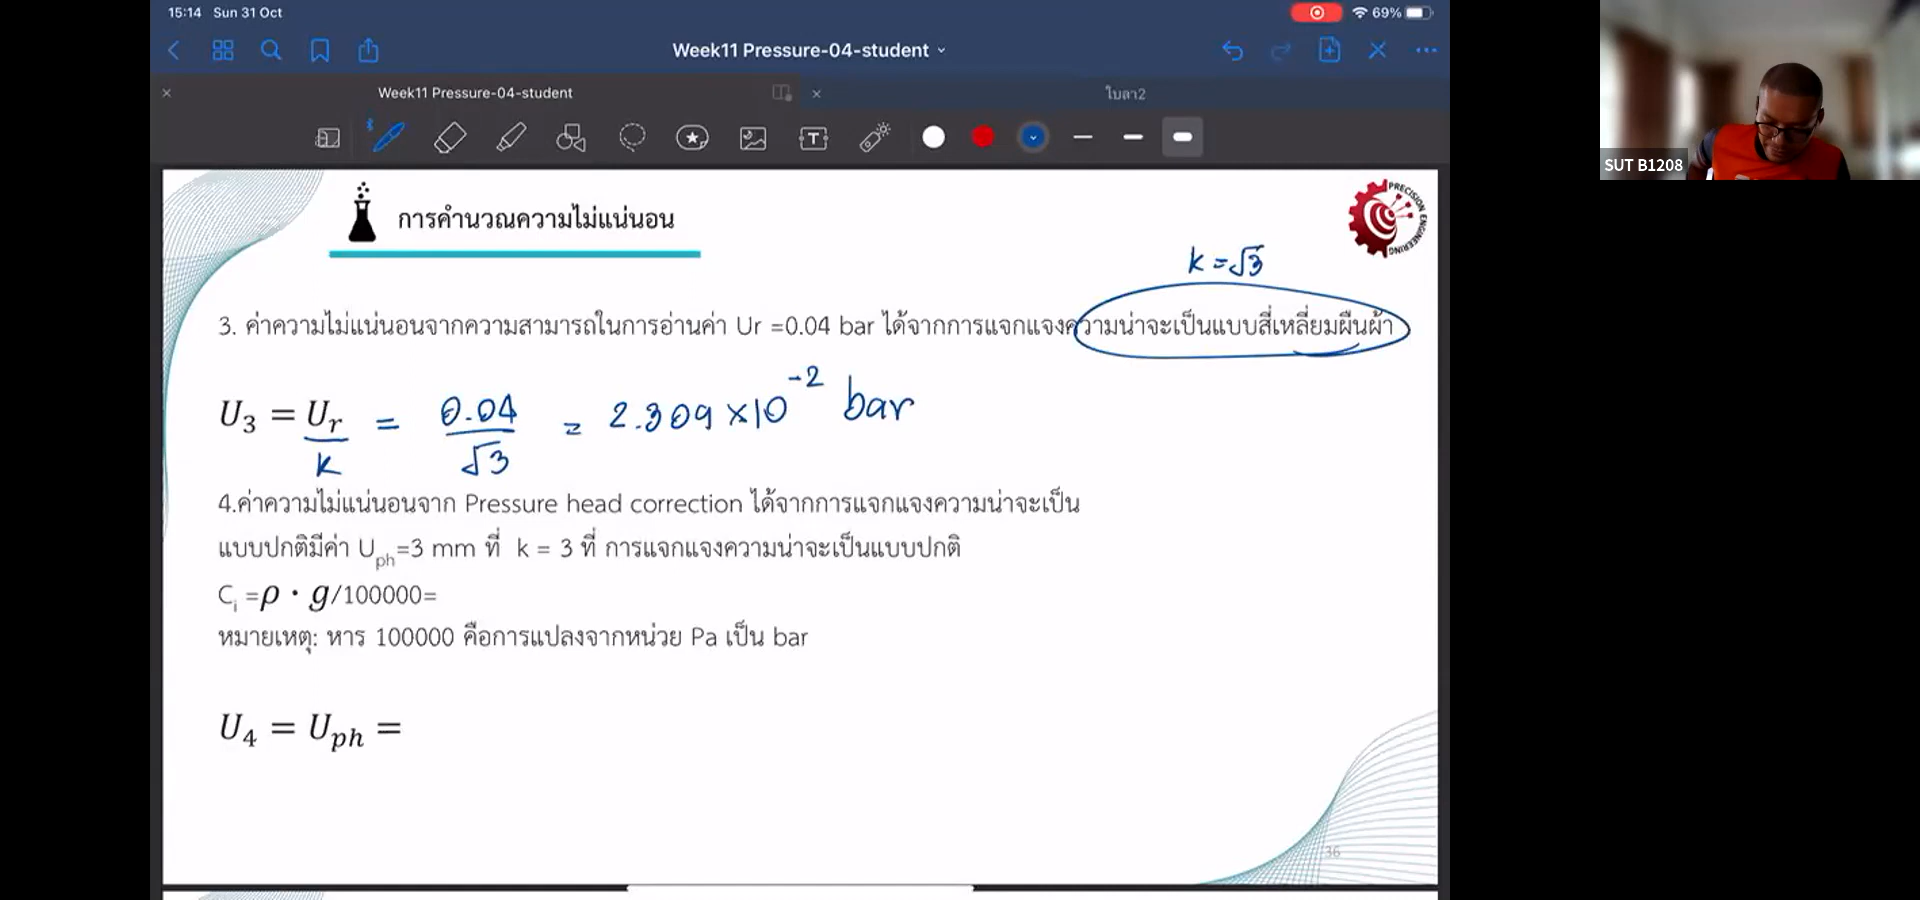 15:14 Sun 31 Oct
69%
Week11 Pressure-04-student
Week11 Pressure-04-student
ใบลา2
SUT B1208
การคำนวณความไม่แน่นอน
PRECISION ENGINEERING
k = √3
3. ค่าความไม่แน่นอนจากความสามารถในการอ่านค่า Ur =0.04 bar ได้จากการแจกแจงความน่าจะเป็นแบบสี่เหลี่ยมผืนผ้า
U₃ = Uᵣ/k = 0.04/√3 = 2.309 × 10⁻² bar
4.ค่าความไม่แน่นอนจาก Pressure head correction ได้จากการแจกแจงความน่าจะเป็น
แบบปกติมีค่า Uph=3 mm ที่ k = 3 ที่ การแจกแจงความน่าจะเป็นแบบปกติ
Cᵢ =ρ · g/100000=
หมายเหตุ: หาร 100000 คือการแปลงจากหน่วย Pa เป็น bar
U₄ = Uph =
36